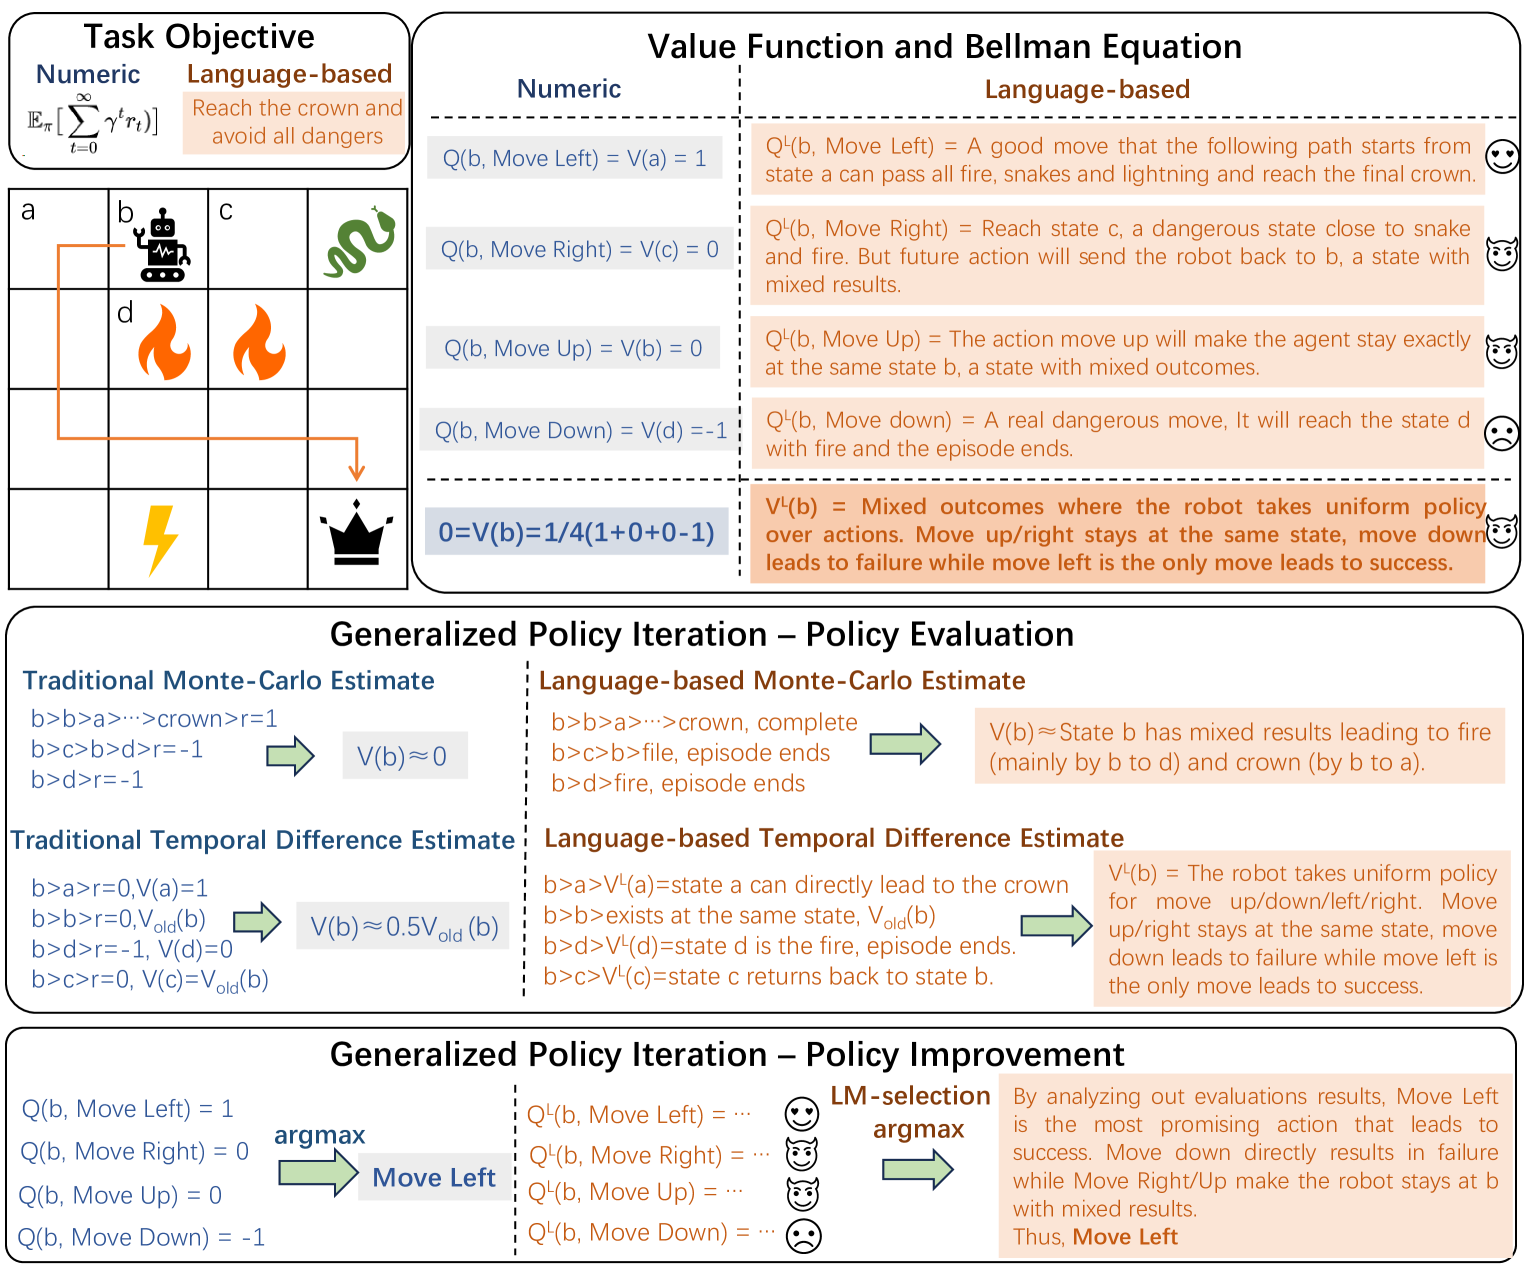 Task Objective
Numeric
Language-based
𝔼π[ ∑_{t=0}^{∞} γ^t r_t)]
Reach the crown and
avoid all dangers
a
b
c
d
Value Function and Bellman Equation
Numeric
Language-based
Q(b, Move Left) = V(a) = 1
Q^L(b, Move Left) = A good move that the following path starts from
state a can pass all fire, snakes and lightning and reach the final crown.
Q(b, Move Right) = V(c) = 0
Q^L(b, Move Right) = Reach state c, a dangerous state close to snake
and fire. But future action will send the robot back to b, a state with
mixed results.
Q(b, Move Up) = V(b) = 0
Q^L(b, Move Up) = The action move up will make the agent stay exactly
at the same state b, a state with mixed outcomes.
Q(b, Move Down) = V(d) =-1
Q^L(b, Move down) = A real dangerous move, It will reach the state d
with fire and the episode ends.
0=V(b)=1/4(1+0+0-1)
V^L(b) = Mixed outcomes where the robot takes uniform policy
over actions. Move up/right stays at the same state, move down
leads to failure while move left is the only move leads to success.
Generalized Policy Iteration – Policy Evaluation
Traditional Monte-Carlo Estimate
b>b>a>···>crown>r=1
b>c>b>d>r=-1
b>d>r=-1
V(b)≈0
Language-based Monte-Carlo Estimate
b>b>a>···>crown, complete
b>c>b>file, episode ends
b>d>fire, episode ends
V(b)≈State b has mixed results leading to fire
(mainly by b to d) and crown (by b to a).
Traditional Temporal Difference Estimate
b>a>r=0,V(a)=1
b>b>r=0,V_old(b)
b>d>r=-1, V(d)=0
b>c>r=0, V(c)=V_old(b)
V(b)≈0.5V_old (b)
Language-based Temporal Difference Estimate
b>a>V^L(a)=state a can directly lead to the crown
b>b>exists at the same state, V_old(b)
b>d>V^L(d)=state d is the fire, episode ends.
b>c>V^L(c)=state c returns back to state b.
V^L(b) = The robot takes uniform policy
for move up/down/left/right. Move
up/right stays at the same state, move
down leads to failure while move left is
the only move leads to success.
Generalized Policy Iteration – Policy Improvement
Q(b, Move Left) = 1
Q(b, Move Right) = 0
Q(b, Move Up) = 0
Q(b, Move Down) = -1
argmax
Move Left
Q^L(b, Move Left) = ···
Q^L(b, Move Right) = ···
Q^L(b, Move Up) = ···
Q^L(b, Move Down) = ···
LM-selection
argmax
By analyzing out evaluations results, Move Left
is the most promising action that leads to
success. Move down directly results in failure
while Move Right/Up make the robot stays at b
with mixed results.
Thus, Move Left